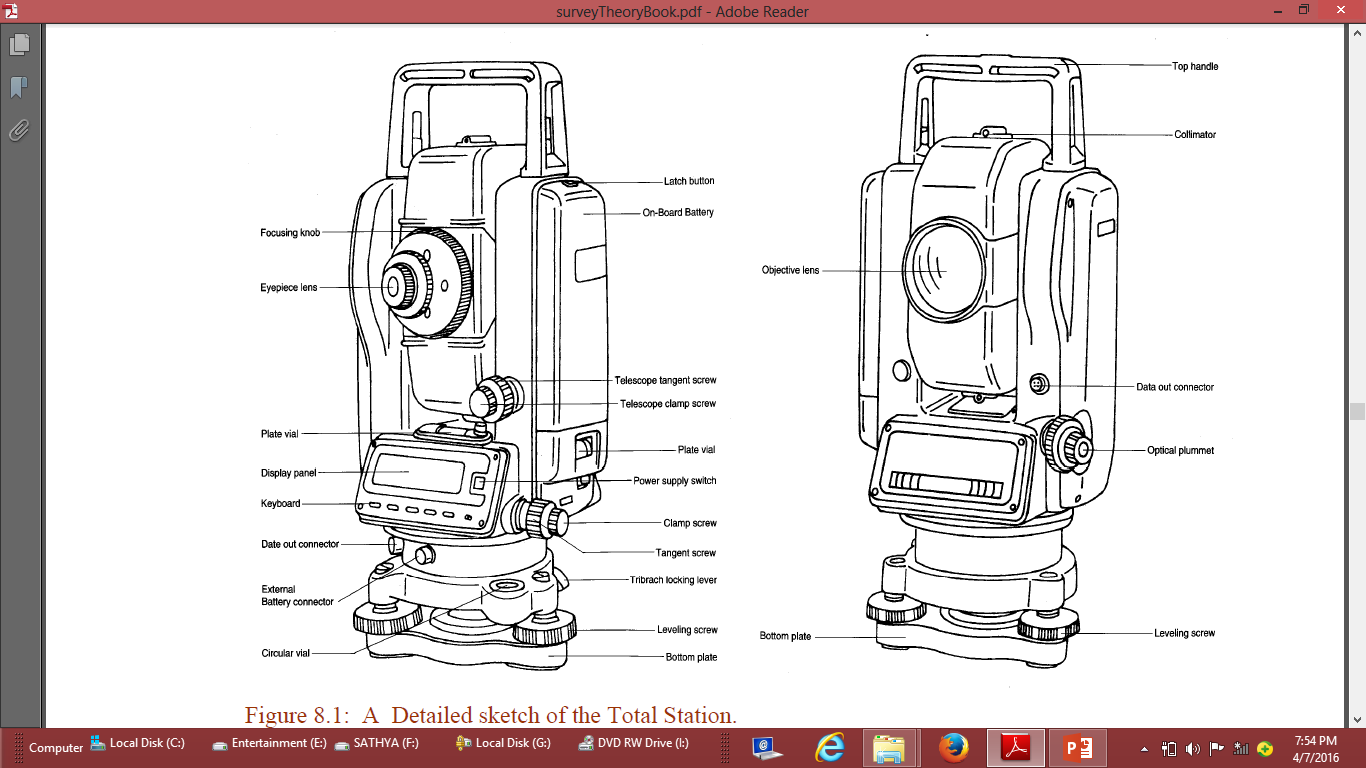 surveyTheoryBook.pdf - Adobe Reader
Top handle
Collimator
Latch button
On-Board Battery
Focusing knob
Eyepiece lens
Objective lens
Telescope tangent screw
Telescope clamp screw
Data out connector
Plate vial
Plate vial
Optical plummet
Display panel
Power supply switch
Keyboard
Clamp screw
Date out connector
Tangent screw
External
Battery connector
Tribrach locking lever
Leveling screw
Circular vial
Bottom plate
Bottom plate
Leveling screw
Figure 8.1: A Detailed sketch of the Total Station.
Computer
Local Disk (C:)
Entertainment (E:)
SATHYA (F:)
Local Disk (G:)
DVD RW Drive (I:)
7:54 PM
4/7/2016